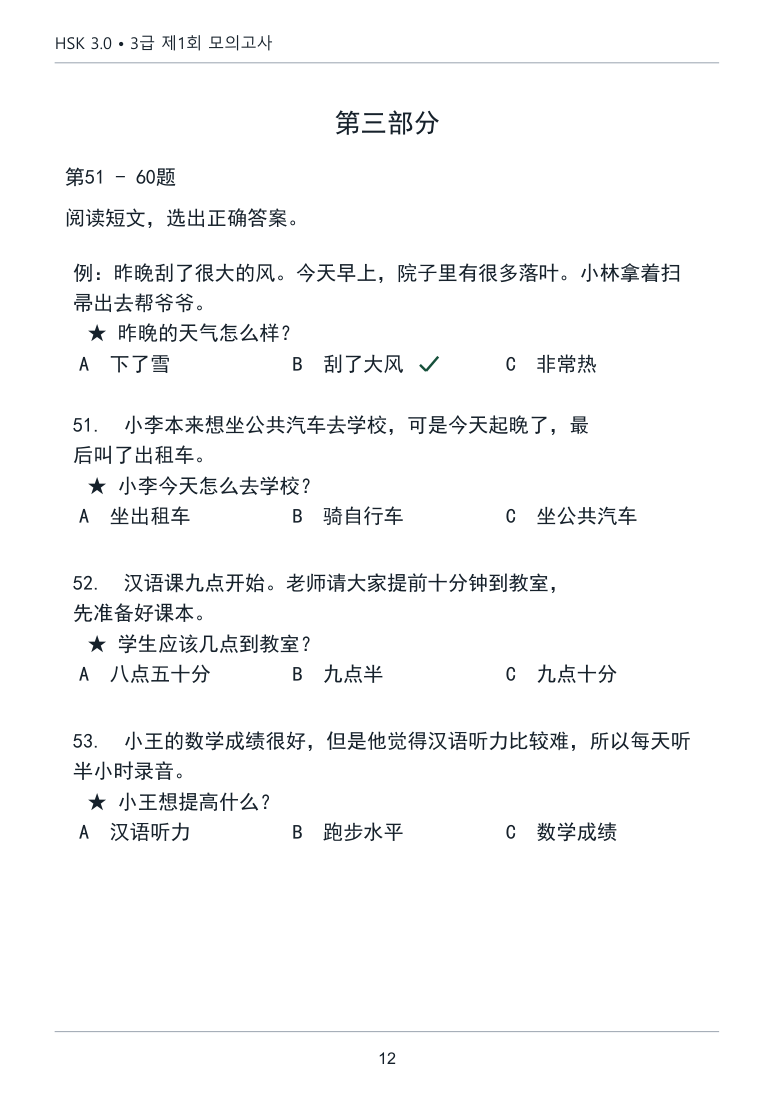 HSK 3.0 • 3급 제1회 모의고사
第三部分
第51 - 60题
阅读短文，选出正确答案。
例：昨晚刮了很大的风。今天早上，院子里有很多落叶。小林拿着扫
帚出去帮爷爷。
★ 昨晚的天气怎么样？
A 下了雪 B 刮了大风 ✓ C 非常热
51. 小李本来想坐公共汽车去学校，可是今天起晚了，最
后叫了出租车。
★ 小李今天怎么去学校？
A 坐出租车 B 骑自行车 C 坐公共汽车
52. 汉语课九点开始。老师请大家提前十分钟到教室，
先准备好课本。
★ 学生应该几点到教室？
A 八点五十分 B 九点半 C 九点十分
53. 小王的数学成绩很好，但是他觉得汉语听力比较难，所以每天听
半小时录音。
★ 小王想提高什么？
A 汉语听力 B 跑步水平 C 数学成绩
12